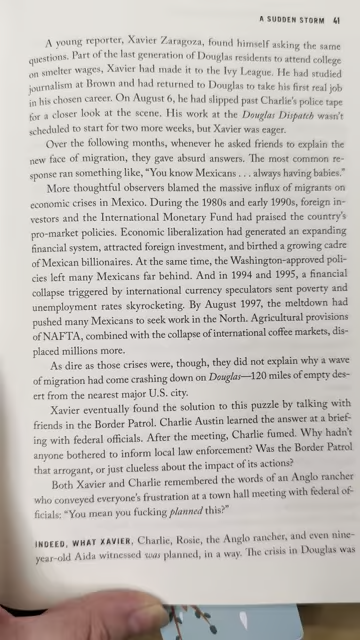 A SUDDEN STORM 41
A young reporter, Xavier Zaragoza, found himself asking the same
questions. Part of the last generation of Douglas residents to attend college
on smelter wages, Xavier had made it to the Ivy League. He had studied
journalism at Brown and had returned to Douglas to take his first real job
in his chosen career. On August 6, he had slipped past Charlie's police tape
for a closer look at the scene. His work at the Douglas Dispatch wasn't
scheduled to start for two more weeks, but Xavier was eager.
Over the following months, whenever he asked friends to explain the
new face of migration, they gave absurd answers. The most common re-
sponse ran something like, "You know Mexicans . . . always having babies."
More thoughtful observers blamed the massive influx of migrants on
economic crises in Mexico. During the 1980s and early 1990s, foreign in-
vestors and the International Monetary Fund had praised the country's
pro-market policies. Economic liberalization had generated an expanding
financial system, attracted foreign investment, and birthed a growing cadre
of Mexican billionaires. At the same time, the Washington-approved poli-
cies left many Mexicans far behind. And in 1994 and 1995, a financial
collapse triggered by international currency speculators sent poverty and
unemployment rates skyrocketing. By August 1997, the meltdown had
pushed many Mexicans to seek work in the North. Agricultural provisions
of NAFTA, combined with the collapse of international coffee markets, dis-
placed millions more.
As dire as those crises were, though, they did not explain why a wave
of migration had come crashing down on Douglas—120 miles of empty des-
ert from the nearest major U.S. city.
Xavier eventually found the solution to this puzzle by talking with
friends in the Border Patrol. Charlie Austin learned the answer at a brief-
ing with federal officials. After the meeting, Charlie fumed. Why hadn't
anyone bothered to inform local law enforcement? Was the Border Patrol
that arrogant, or just clueless about the impact of its actions?
Both Xavier and Charlie remembered the words of an Anglo rancher
who conveyed everyone's frustration at a town hall meeting with federal of-
ficials: "You mean you fucking planned this?"
INDEED, WHAT XAVIER, Charlie, Rosie, the Anglo rancher, and even nine-
year-old Aida witnessed was planned, in a way. The crisis in Douglas was